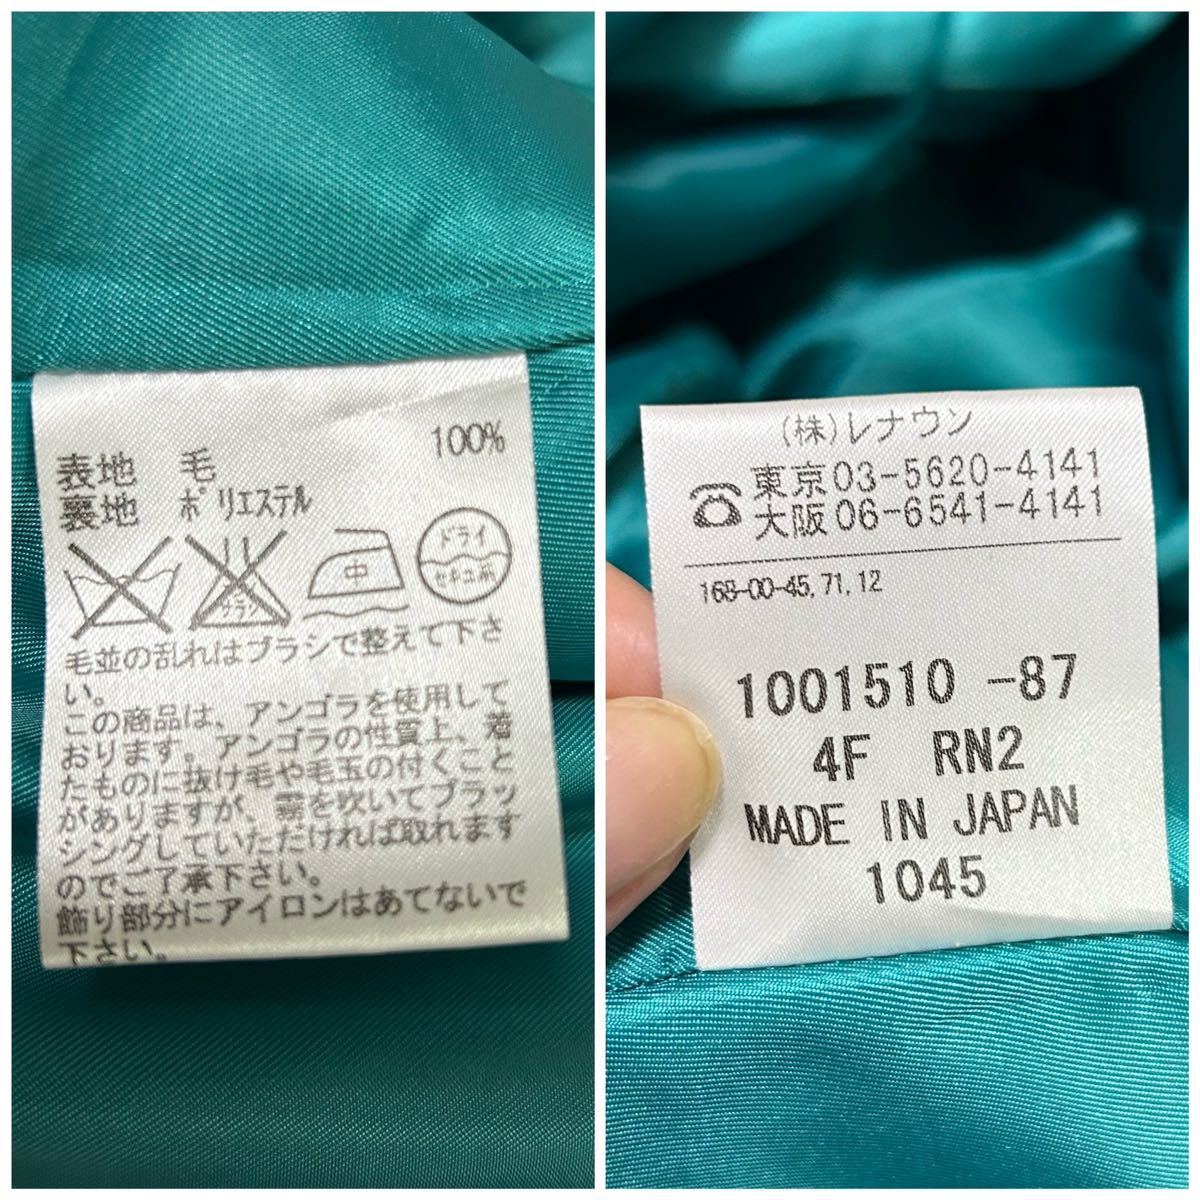 表地 毛 100%
裏地 ポリエステル
サラシ
中
ドライ
セキユ系
毛並の乱れはブラシで整えて下さ
い。
この商品は、アンゴラを使用して
おります。アンゴラの性質上、着
たものに抜け毛や毛玉の付くこと
がありますが、霧を吹いてブラッ
シングしていただければ取れます
のでご了承下さい。
飾り部分にアイロンはあてないで
下さい。
(株)レナウン
東京03-5620-4141
大阪06-6541-4141
168-00-45,71,12
1001510 -87
4F RN2
MADE IN JAPAN
1045